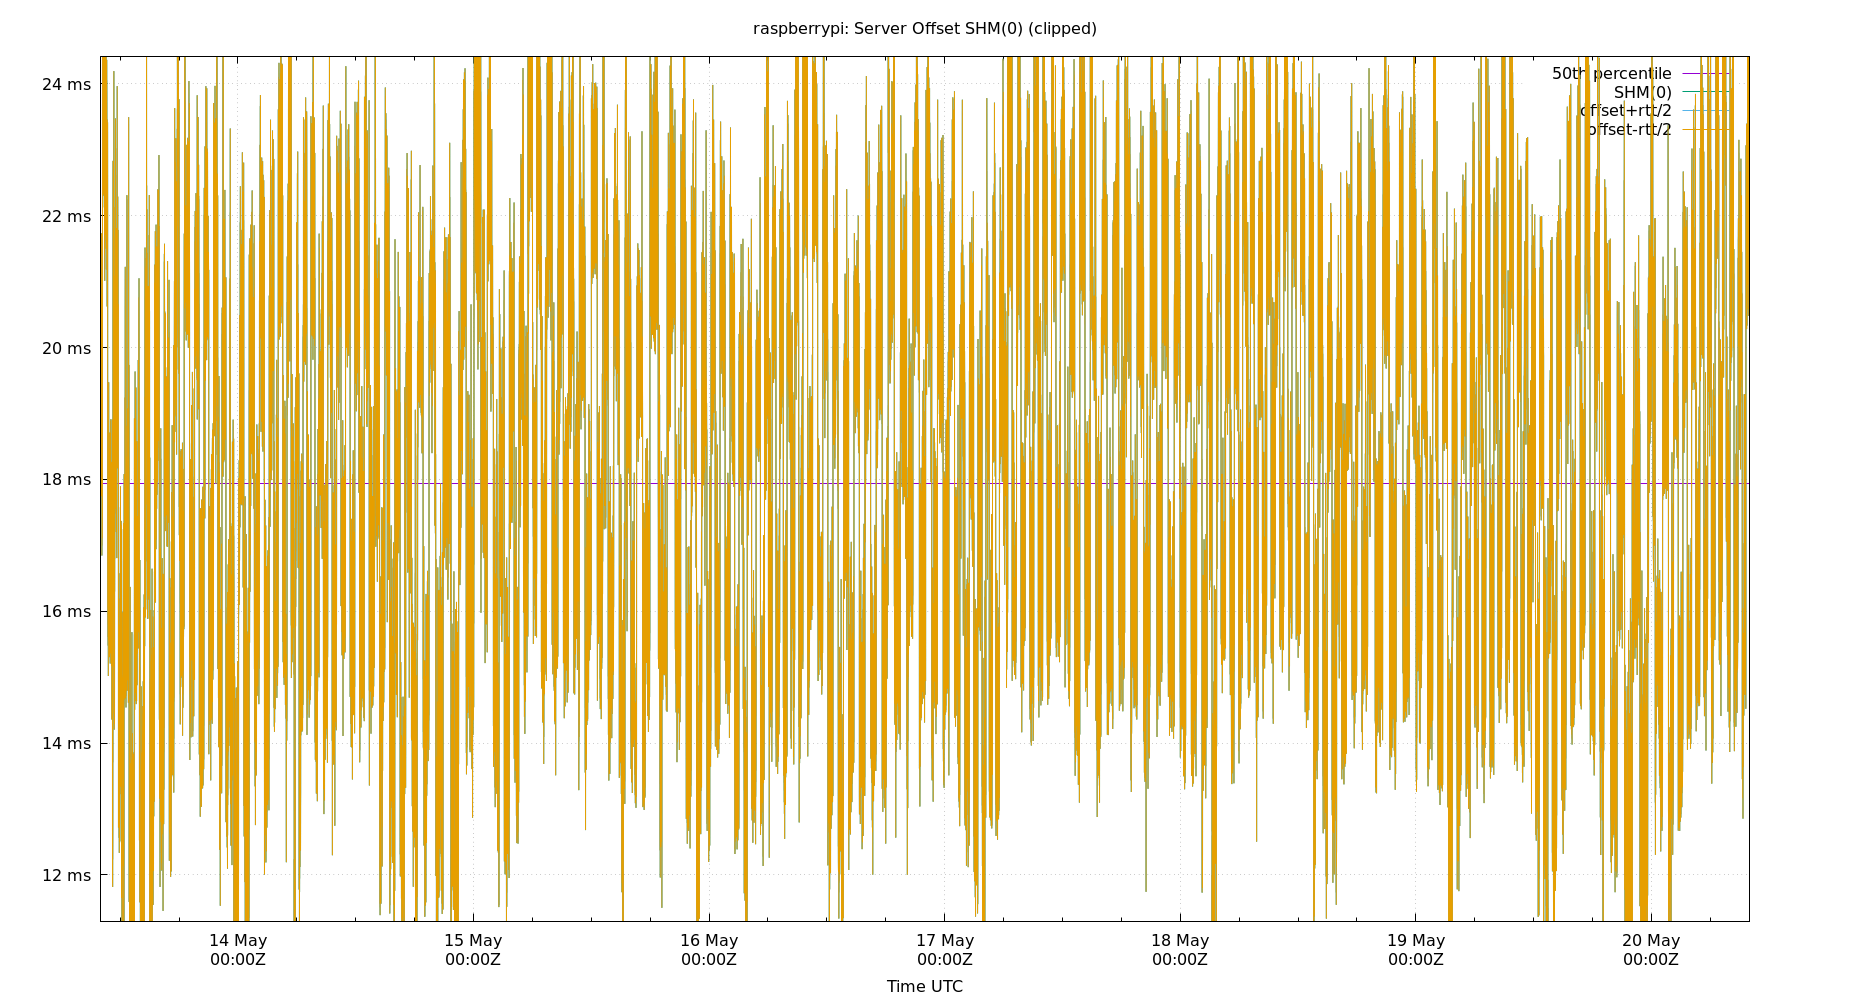 raspberrypi: Server Offset SHM(0) (clipped)
24 ms
22 ms
20 ms
18 ms
16 ms
14 ms
12 ms
50th percentile
SHM(0)
offset+rtt/2
offset-rtt/2
14 May
00:00Z
15 May
00:00Z
16 May
00:00Z
17 May
00:00Z
18 May
00:00Z
19 May
00:00Z
20 May
00:00Z
Time UTC